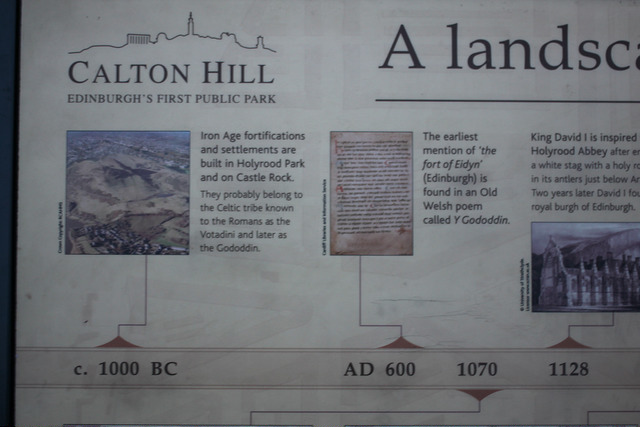 CALTON HILL
EDINBURGH'S FIRST PUBLIC PARK
A landsca
Iron Age fortifications
and settlements are
built in Holyrood Park
and on Castle Rock.
They probably belong to
the Celtic tribe known
to the Romans as the
Votadini and later as
the Gododdin.
The earliest
mention of 'the
fort of Eidyn'
(Edinburgh) is
found in an Old
Welsh poem
called Y Gododdin.
King David I is inspired
Holyrood Abbey after
a white stag with a holy
in its antlers just below
Two years later David I
royal burgh of Edinburgh.
c. 1000 BC
AD 600
1070
1128